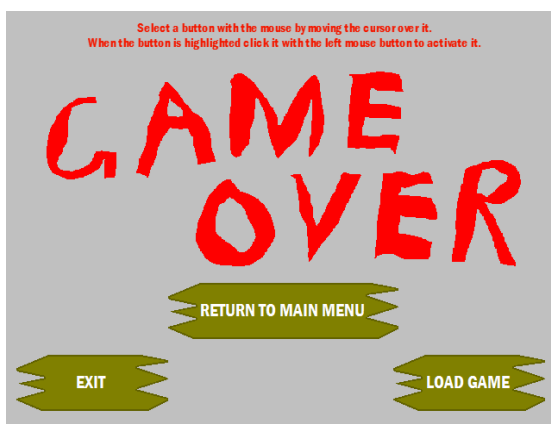 Select a button with the mouse by moving the cursor over it.
When the button is highlighted click it with the left mouse button to activate it.
GAME
OVER
RETURN TO MAIN MENU
EXIT
LOAD GAME